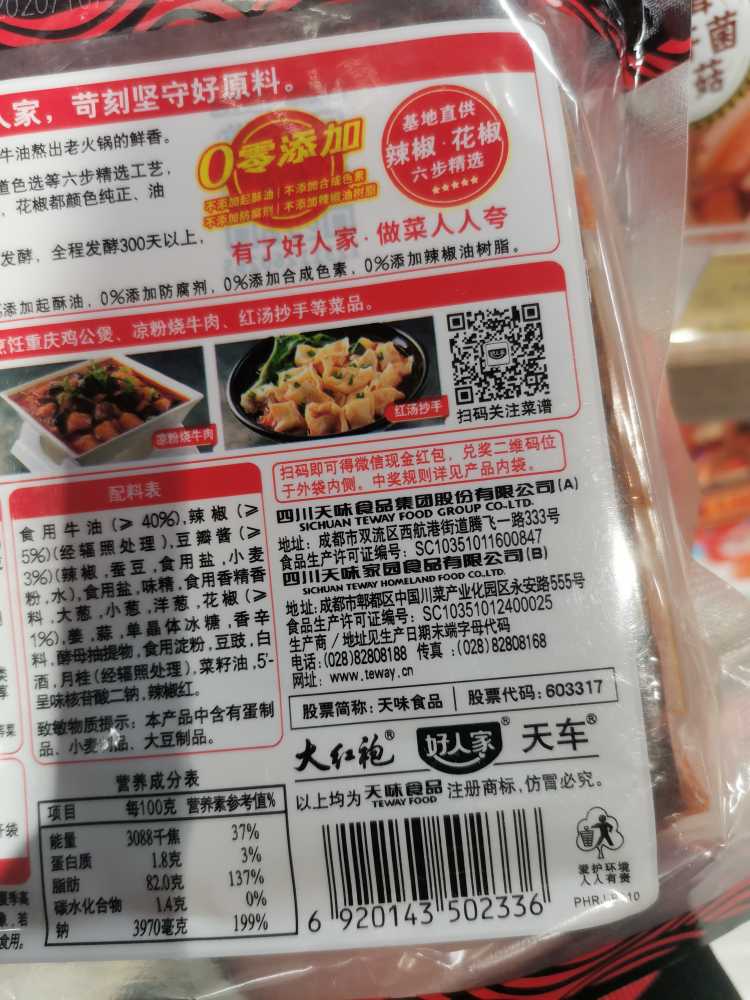 人家，苛刻坚守好原料。
牛油熬出老火锅的鲜香。
道色选等六步精选工艺，
，花椒都颜色纯正、油
发酵，全程发酵300天以上，
0零添加
不添加起酥油 不添加合成色素
不添加防腐剂 不添加辣椒油树脂
基地直供
辣椒·花椒
六步精选
有了好人家·做菜人人夸
添加起酥油，0%添加防腐剂，0%添加合成色素，0%添加辣椒油树脂。
烹饪重庆鸡公煲、凉粉烧牛肉、红汤抄手等菜品。
凉粉烧牛肉
红汤抄手
扫码关注菜谱
配料表
食用牛油(≥ 40%),辣椒(≥
5%)(经辐照处理),豆瓣酱(≥
3%)(辣椒,蚕豆,食用盐,小麦
粉,水),食用盐,味精,食用香精香
料,大葱,小葱,洋葱,花椒(≥
1%),姜,蒜,单晶体冰糖,香辛
料,酵母抽提物,食用淀粉,豆豉,白
酒,月桂(经辐照处理),菜籽油,5'-
呈味核苷酸二钠,辣椒红。
致敏物质提示：本产品中含有蛋制
品、小麦制品、大豆制品。
扫码即可得微信现金红包，兑奖二维码位
于外袋内侧。中奖规则详见产品内袋。
四川天味食品集团股份有限公司(A)
SICHUAN TEWAY FOOD GROUP CO.LTD.
地址：成都市双流区西航港街道腾飞一路333号
食品生产许可证编号：SC10351011600847
四川天味家园食品有限公司(B)
SICHUAN TEWAY HOMELAND FOOD CO.,LTD.
地址:成都市郫都区中国川菜产业化园区永安路555号
食品生产许可证编号：SC10351012400025
生产商/地址见生产日期末端字母代码
电话:(028)82808188 传真:(028)82808168
网址：www.teway.cn
股票简称：天味食品 股票代码：603317
大红袍® 好人家® 天车®
以上均为 天味食品 注册商标,仿冒必究。
TEWAY FOOD
营养成分表
项目 每100克 营养素参考值%
能量 3088千焦 37%
蛋白质 1.8克 3%
脂肪 82.0克 137%
碳水化合物 1.4克 0%
钠 3970毫克 199%
6 920143 502336
爱护环境
人人有责
菌
菇